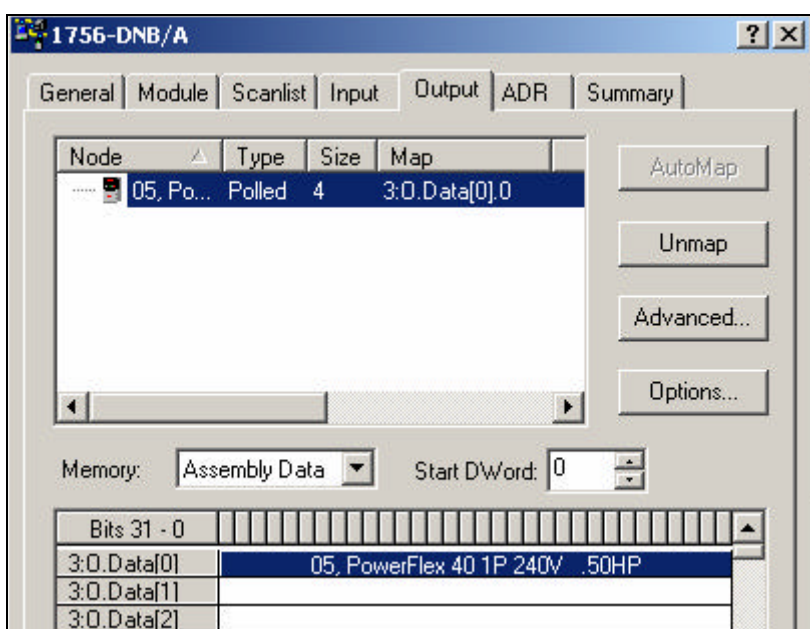 1756-DNB/A
General Module Scanlist Input Output ADR Summary
Node Type Size Map
05, Po... Polled 4 3:O.Data[0].0
AutoMap
Unmap
Advanced...
Options...
Memory: Assembly Data Start DWord: 0
Bits 31 - 0
3:O.Data[0] 05, PowerFlex 40 1P 240V .50HP
3:O.Data[1]
3:O.Data[2]